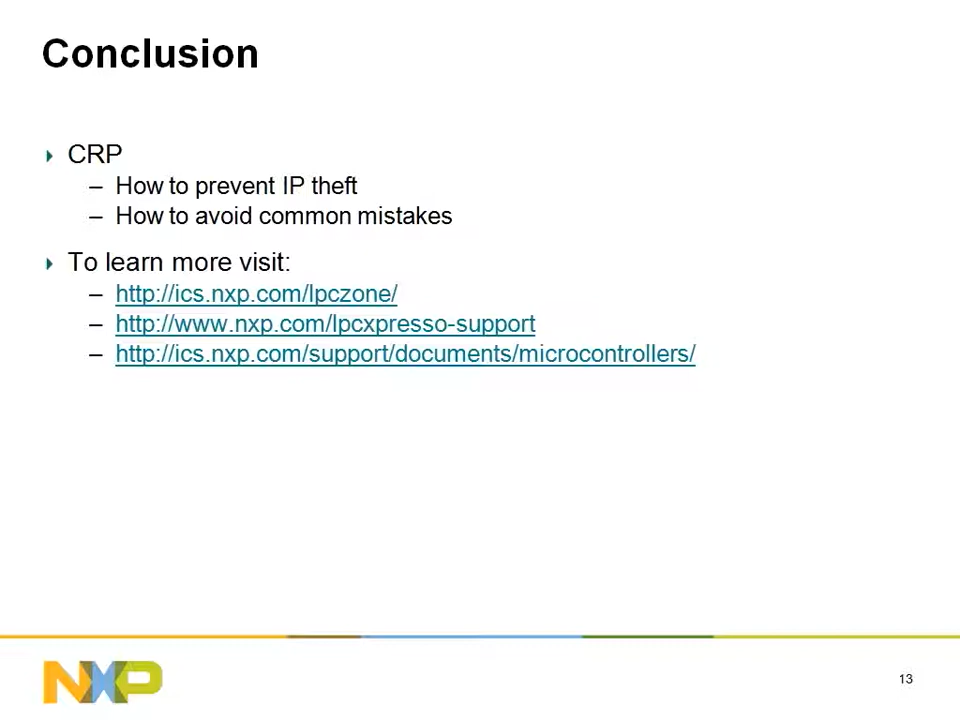 Conclusion
CRP
– How to prevent IP theft
– How to avoid common mistakes
To learn more visit:
– http://ics.nxp.com/lpczone/
– http://www.nxp.com/lpcxpresso-support
– http://ics.nxp.com/support/documents/microcontrollers/
NXP
13